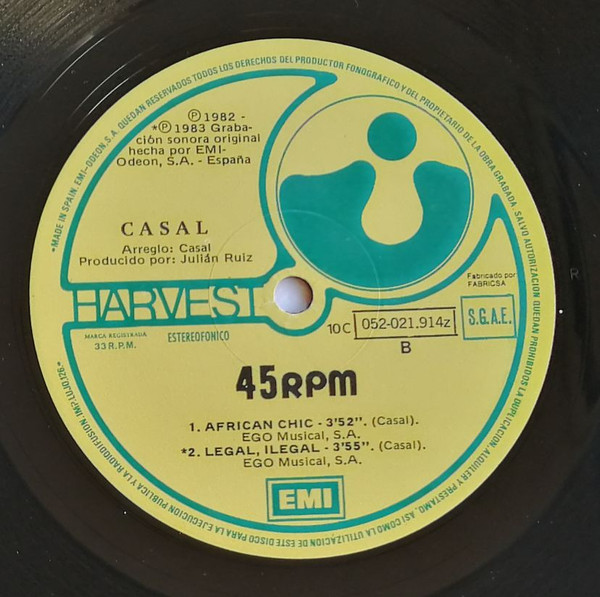 *MADE IN SPAIN. EMI-ODEON, S.A. QUEDAN RESERVADOS TODOS LOS DERECHOS DEL PRODUCTOR FONOGRAFICO Y DEL PROPIETARIO DE LA OBRA GRABADA. SALVO AUTORIZACION QUEDAN PROHIBIDOS LA DUPLICACION, ALQUILER Y PRESTAMO, ASI COMO LA UTILIZACION DE ESTE DISCO PARA LA EJECUCION PUBLICA Y LA RADIODIFUSION IMP. LUJO, 126.*
℗ 1982 -
*℗ 1983 Graba-
ción sonora original
hecha por EMI-
Odeon, S.A. - España
CASAL
Arreglo: Casal
Producido por: Julián Ruiz
HARVEST
Fabricado por
FABRICSA
MARCA REGISTRADA
33 R.P.M.
ESTEREOFONICO
10C 052-021.914z
B
S.G.A.E.
45RPM
1. AFRICAN CHIC - 3'52''. (Casal).
EGO Musical, S.A.
*2. LEGAL, ILEGAL - 3'55''. (Casal).
EGO Musical, S.A.
EMI